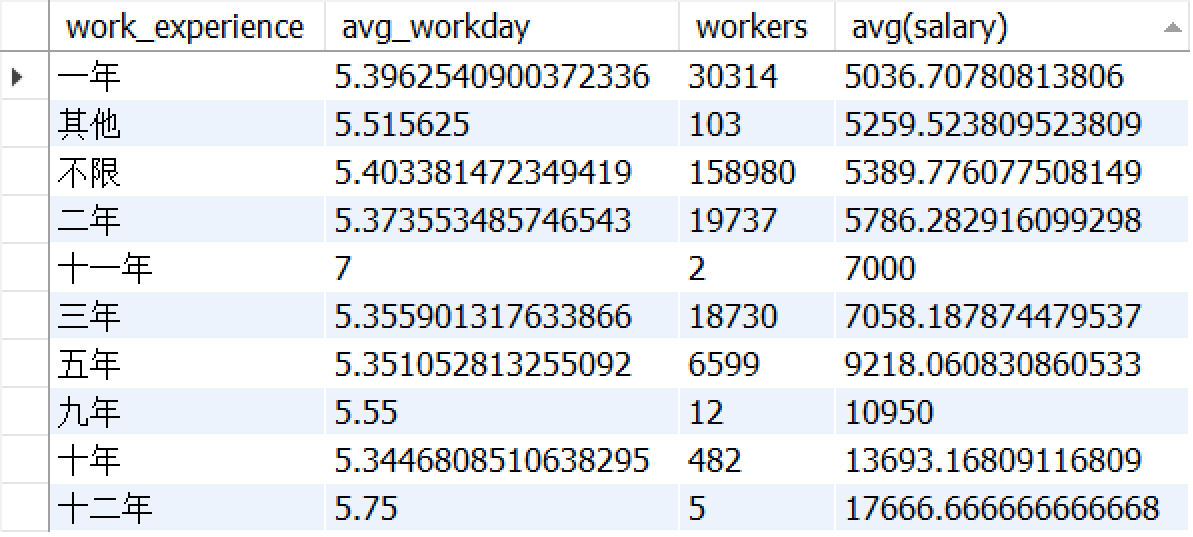 work_experience avg_workday workers avg(salary)
一年 5.3962540900372336 30314 5036.70780813806
其他 5.515625 103 5259.523809523809
不限 5.403381472349419 158980 5389.776077508149
二年 5.373553485746543 19737 5786.282916099298
十一年 7 2 7000
三年 5.355901317633866 18730 7058.187874479537
五年 5.351052813255092 6599 9218.060830860533
九年 5.55 12 10950
十年 5.3446808510638295 482 13693.16809116809
十二年 5.75 5 17666.666666666668